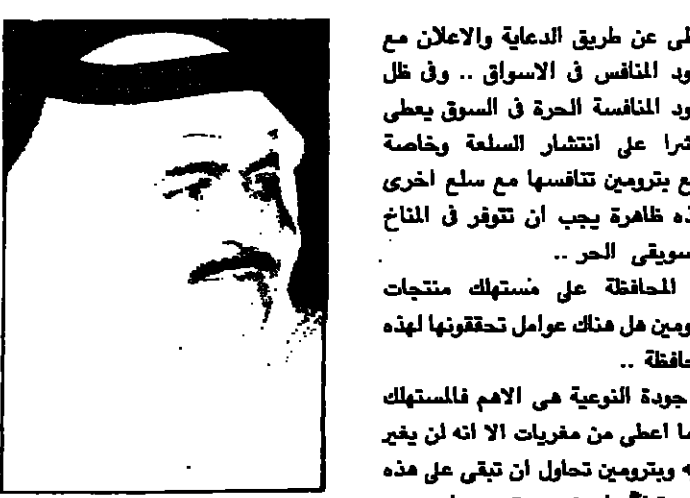 طى عن طريق الدعاية والاعلان مع
ود المنافس فى الاسواق .. وفى ظل
ود المنافسة الحرة فى السوق يعطى
شرا على انتشار السلعة وخاصة
ع بترومين تتنافسها مع سلع اخرى
ذه ظاهرة يجب ان تتوفر فى المناخ
سويقى الحر ..
المحافظة على مستهلك منتجات
ومين هل هناك عوامل تحققونها لهذه
حافظة ..
جودة النوعية هى الاهم فالمستهلك
ما اعطى من مغريات الا انه لن يغير
ه وبترومين تحاول ان تبقى على هذه